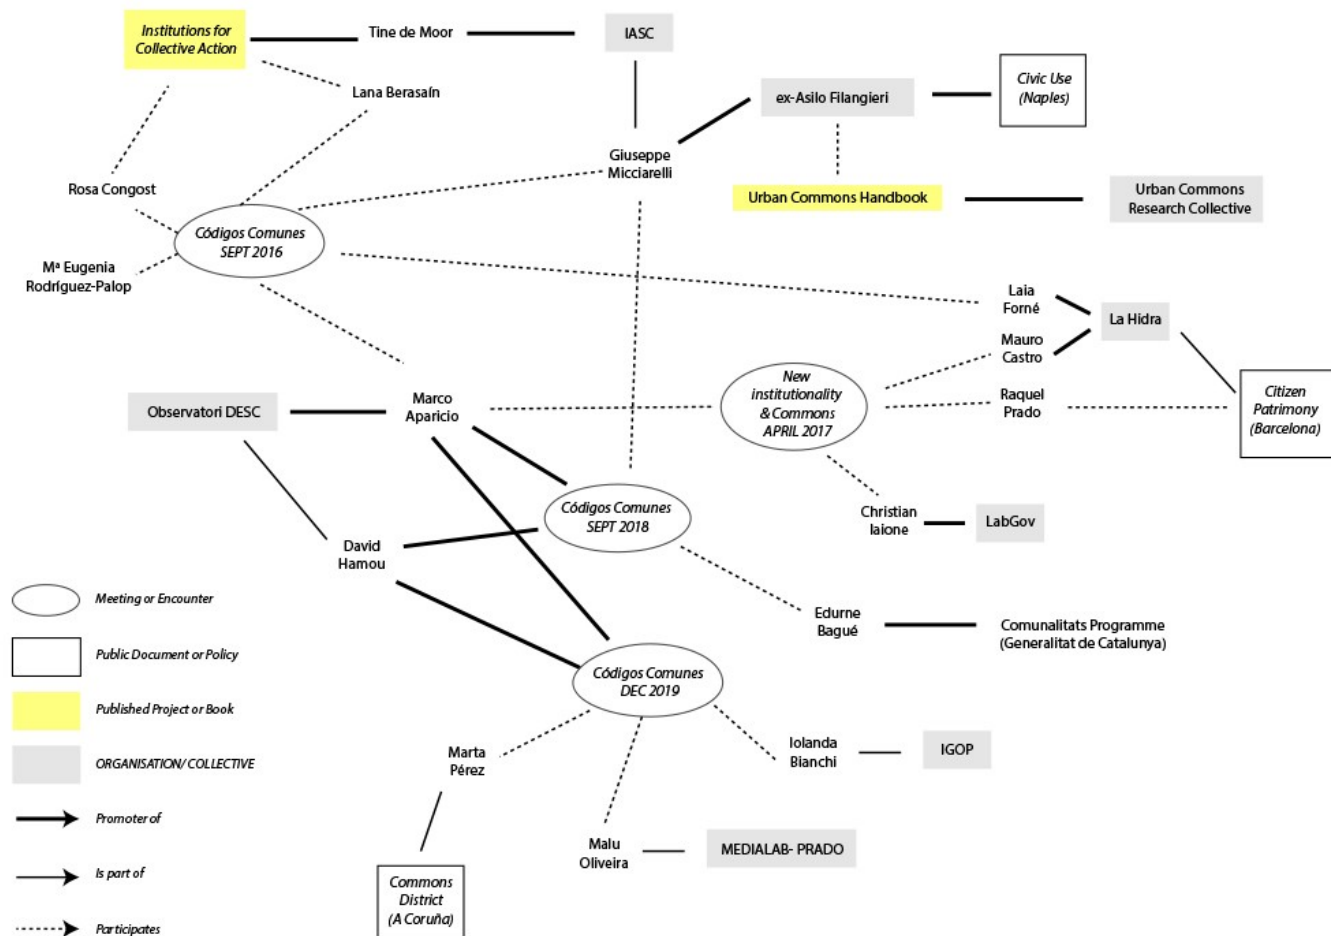 Institutions for
Collective Action
Tine de Moor
IASC
Lana Berasaín
ex-Asilo Filangieri
Civic Use
(Naples)
Giuseppe
Micciarelli
Rosa Congost
Urban Commons Handbook
Urban Commons
Research Collective
Códigos Comunes
SEPT 2016
Mª Eugenia
Rodríguez-Palop
Laia
Forné
La Hidra
Mauro
Castro
New
institutionality
& Commons
APRIL 2017
Raquel
Prado
Citizen
Patrimony
(Barcelona)
Observatori DESC
Marco
Aparicio
Códigos Comunes
SEPT 2018
Christian
Iaione
LabGov
David
Hamou
Meeting or Encounter
Edurne
Bagué
Comunalitats Programme
(Generalitat de Catalunya)
Public Document or Policy
Códigos Comunes
DEC 2019
Published Project or Book
Marta
Pérez
Iolanda
Bianchi
IGOP
ORGANISATION/ COLLECTIVE
Promoter of
Malu
Oliveira
MEDIALAB- PRADO
Is part of
Commons
District
(A Coruña)
Participates